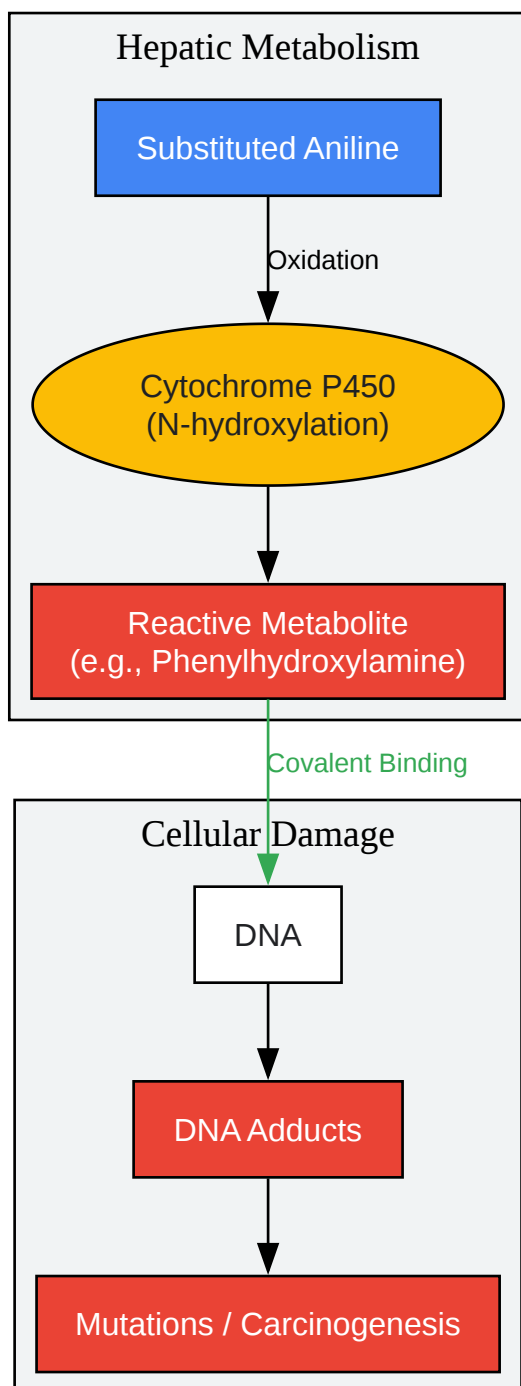 Hepatic Metabolism
Substituted Aniline
Oxidation
Cytochrome P450
(N-hydroxylation)
Reactive Metabolite
(e.g., Phenylhydroxylamine)
Covalent Binding
Cellular Damage
DNA
DNA Adducts
Mutations / Carcinogenesis